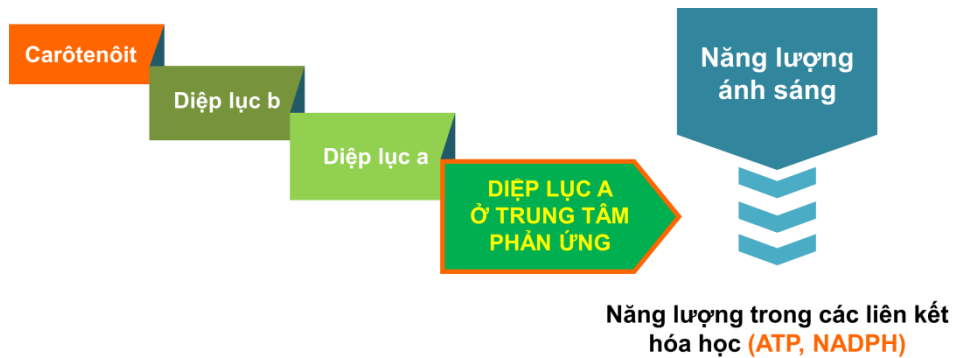 Carôtenôit
Diệp lục b
Diệp lục a
DIỆP LỤC A
Ở TRUNG TÂM
PHẢN ỨNG
Năng lượng
ánh sáng
Năng lượng trong các liên kết
hóa học (ATP, NADPH)